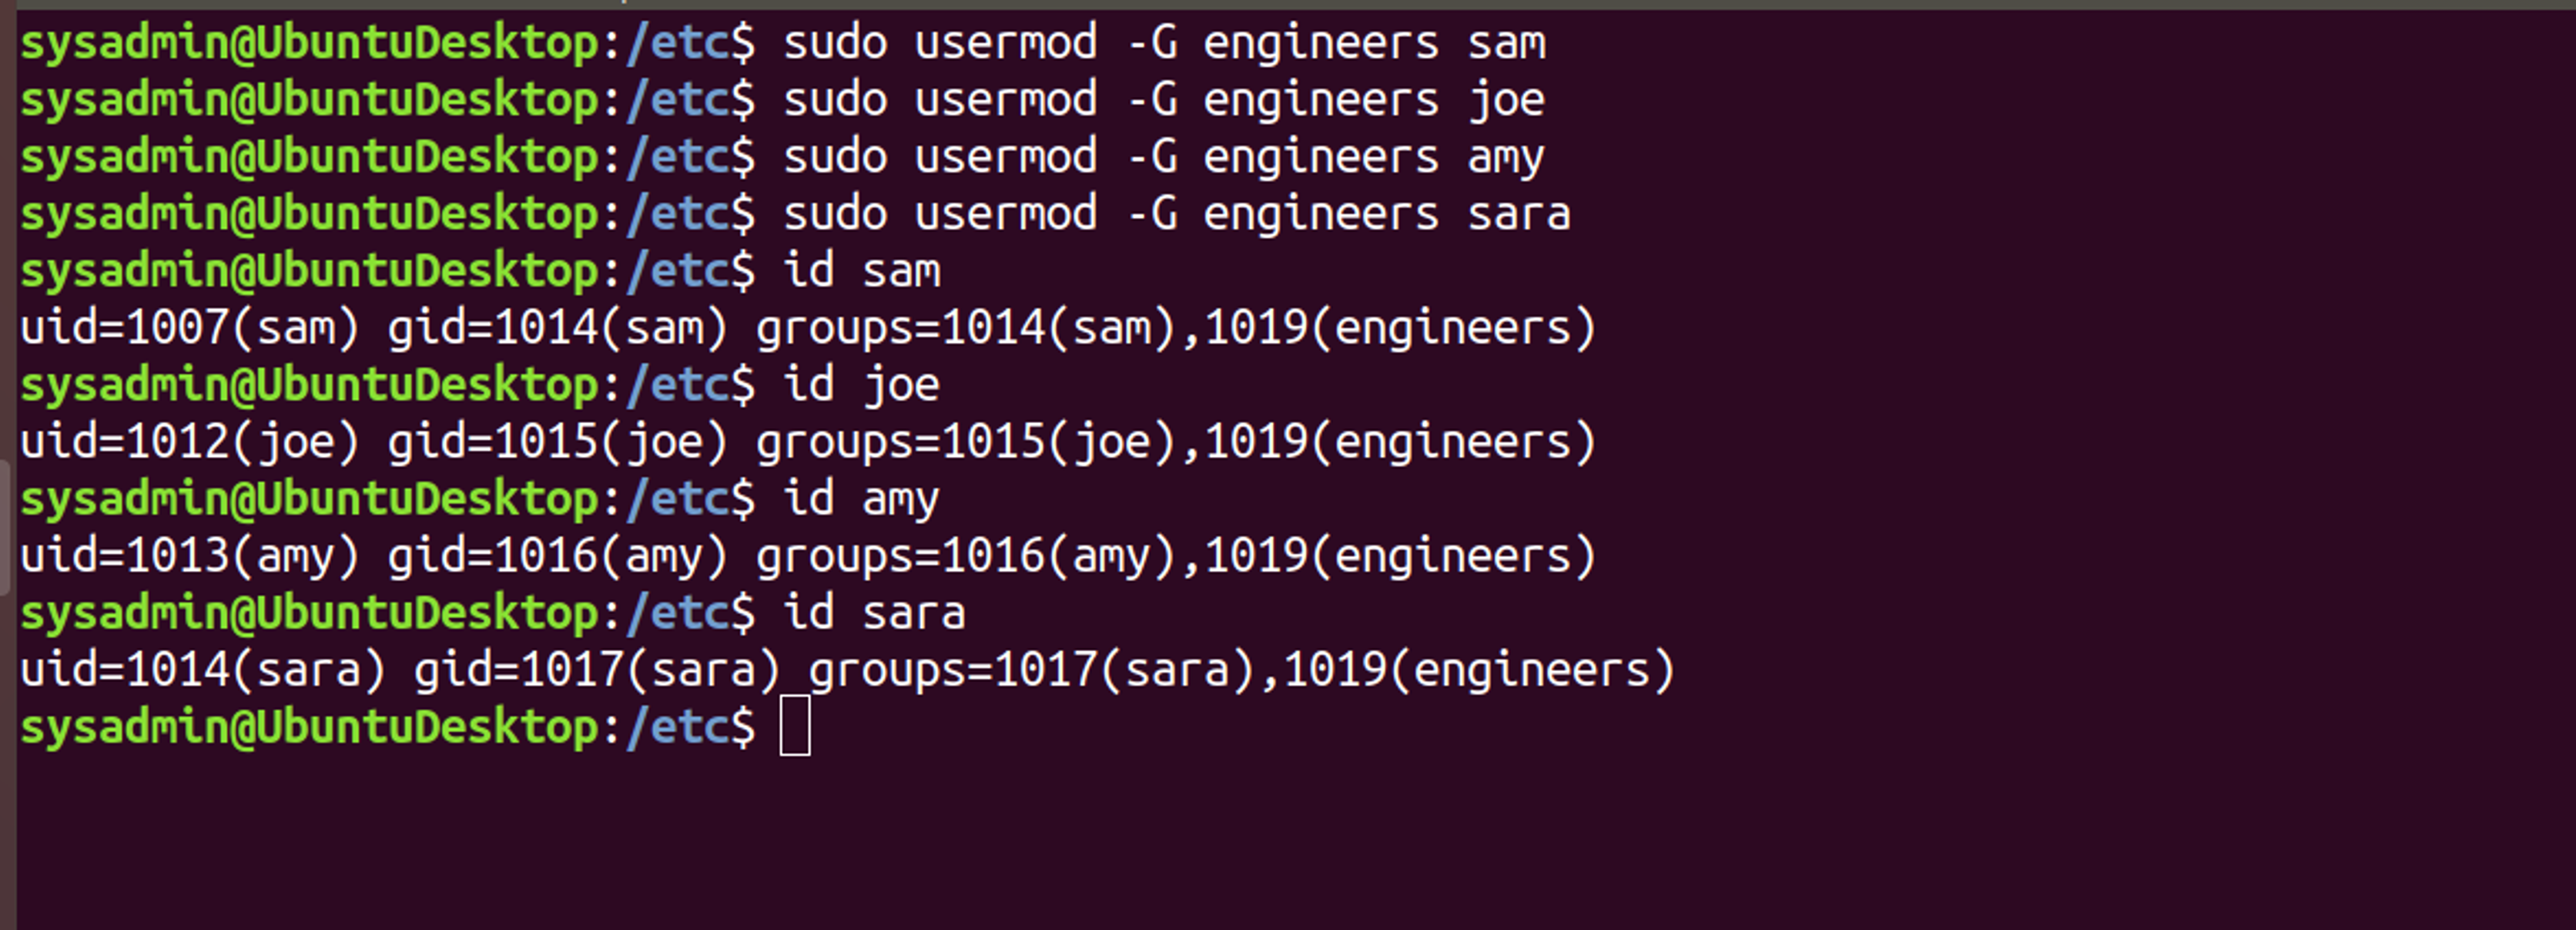 sysadmin@UbuntuDesktop:/etc$ sudo usermod -G engineers sam
sysadmin@UbuntuDesktop:/etc$ sudo usermod -G engineers joe
sysadmin@UbuntuDesktop:/etc$ sudo usermod -G engineers amy
sysadmin@UbuntuDesktop:/etc$ sudo usermod -G engineers sara
sysadmin@UbuntuDesktop:/etc$ id sam
uid=1007(sam) gid=1014(sam) groups=1014(sam),1019(engineers)
sysadmin@UbuntuDesktop:/etc$ id joe
uid=1012(joe) gid=1015(joe) groups=1015(joe),1019(engineers)
sysadmin@UbuntuDesktop:/etc$ id amy
uid=1013(amy) gid=1016(amy) groups=1016(amy),1019(engineers)
sysadmin@UbuntuDesktop:/etc$ id sara
uid=1014(sara) gid=1017(sara) groups=1017(sara),1019(engineers)
sysadmin@UbuntuDesktop:/etc$